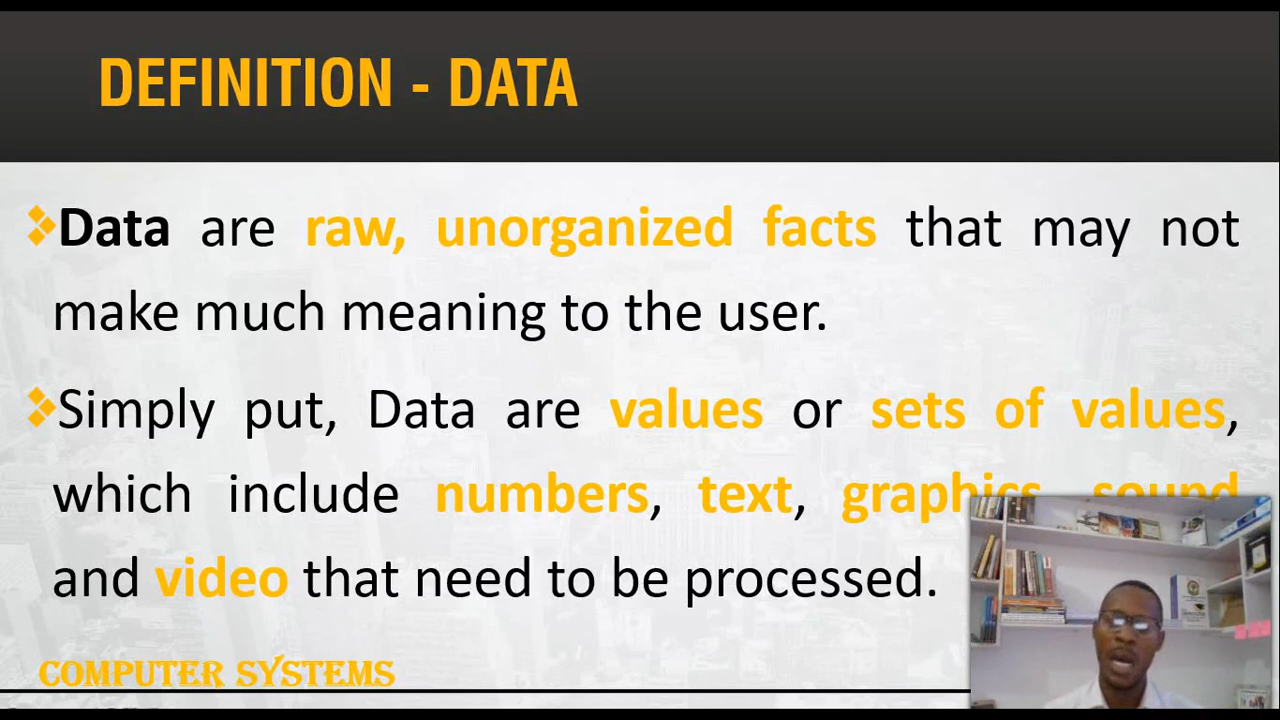 DEFINITION - DATA
Data are raw, unorganized facts that may not
make much meaning to the user.
Simply put, Data are values or sets of values,
which include numbers, text, graphics, sound
and video that need to be processed.
COMPUTER SYSTEMS